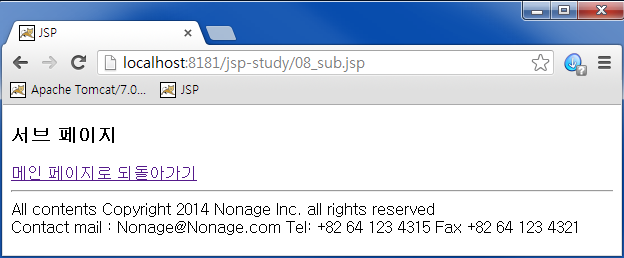 JSP
localhost:8181/jsp-study/08_sub.jsp
Apache Tomcat/7.0... JSP
서브 페이지
메인 페이지로 되돌아가기
All contents Copyright 2014 Nonage Inc. all rights reserved
Contact mail : Nonage@Nonage.com Tel: +82 64 123 4315 Fax +82 64 123 4321